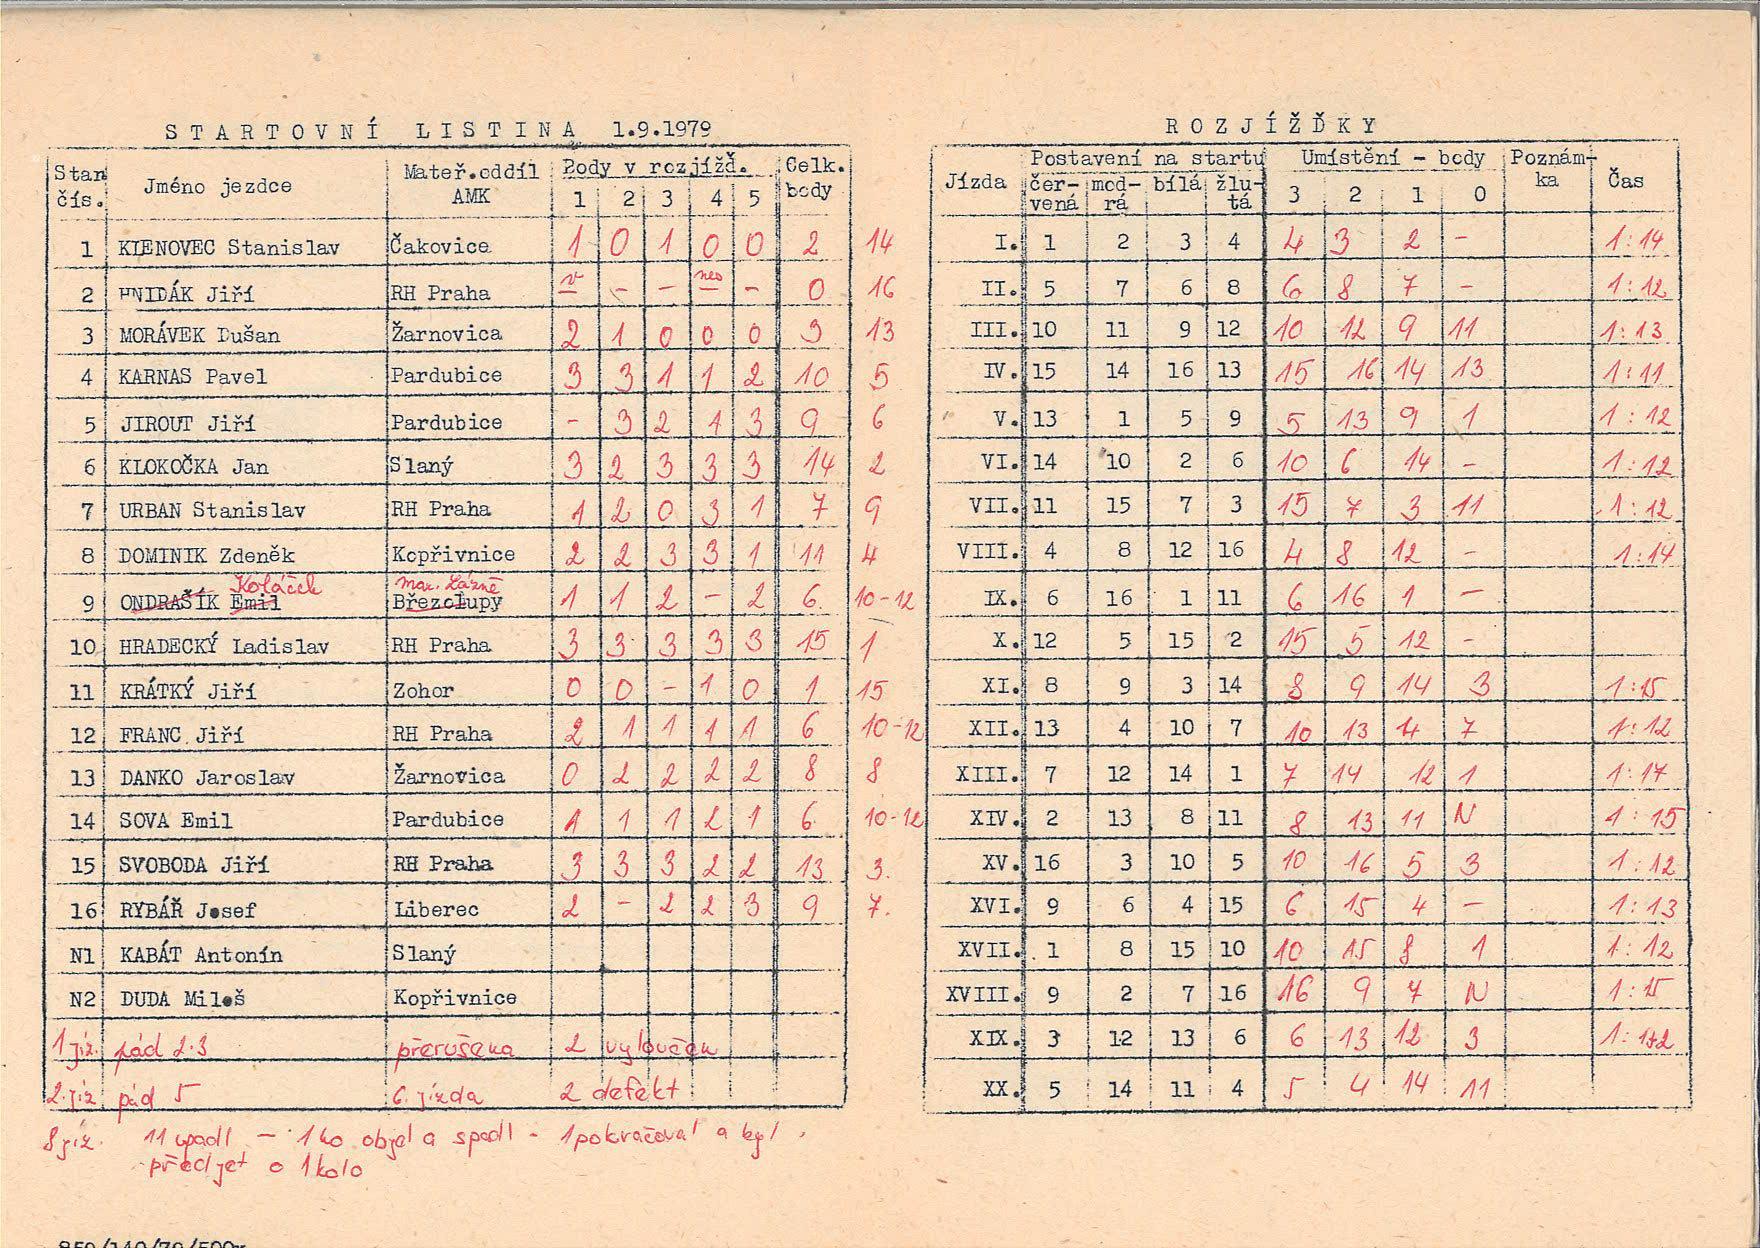 STARTOVNÍ LISTINA 1.9.1979
Stan čís. Jméno jezdce Mateř.oddíl AMK Body v rozjížď. 1 2 3 4 5 Celk. body
1 KIENOVEC Stanislav Čakovice 1 0 1 0 0 2 14
2 HNIDÁK Jiří RH Praha v – – – nes – – 0 16
3 MORÁVEK Dušan Žarnovica 2 1 0 0 0 3 13
4 KARNAS Pavel Pardubice 3 3 1 1 2 10 5
5 JIROUT Jiří Pardubice – 3 2 1 3 9 6
6 KLOKOČKA Jan Slaný 3 2 3 3 3 14 2
7 URBAN Stanislav RH Praha 1 2 0 3 1 7 9
8 DOMINIK Zdeněk Kopřivnice 2 2 3 3 1 11 4
Koláček Mar. Lázně
9 ONDRAŠÍK Emil Březolupy 1 1 2 – 2 6 10-12
10 HRADECKÝ Ladislav RH Praha 3 3 3 3 3 15 1
11 KRÁTKÝ Jiří Zohor 0 0 – 1 0 1 15
12 FRANC Jiří RH Praha 2 1 1 1 1 6 10-12
13 DANKO Jaroslav Žarnovica 0 2 2 2 2 8 8
14 SOVA Emil Pardubice 1 1 1 2 1 6 10-12
15 SVOBODA Jiří RH Praha 3 3 3 2 2 13 3.
16 RYBÁŘ Josef Liberec 2 – 2 2 3 9 7.
N1 KABÁT Antonín Slaný
N2 DUDA Miloš Kopřivnice
1 jíz. pád 2.3 přerušena 2 vyloučen
2.jíz pád 5 6. jízda 2 defekt
8 jíz. 11 upadl – 1 ho objel a spadl - 1 pokračoval a byl
předjet o 1 kolo
ROZJÍŽĎKY
Jízda Postavení na startu čer-vená mod-rá bílá žlu-tá Umístění - body 3 2 1 0 Poznám-ka Čas
I. 1 2 3 4 4 3 2 – 1:14
II. 5 7 6 8 6 8 7 – 1:12
III. 10 11 9 12 10 12 9 11 1:13
IV. 15 14 16 13 15 16 14 13 1:11
V. 13 1 5 9 5 13 9 1 1:12
VI. 14 10 2 6 10 6 14 – 1:12
VII. 11 15 7 3 15 7 3 11 1:12
VIII. 4 8 12 16 4 8 12 – 1:14
IX. 6 16 1 11 6 16 1 –
X. 12 5 15 2 15 5 12 –
XI. 8 9 3 14 8 9 14 3 1:15
XII. 13 4 10 7 10 13 4 7 1:12
XIII. 7 12 14 1 7 14 12 1 1:17
XIV. 2 13 8 11 8 13 11 N 1:15
XV. 16 3 10 5 10 16 5 3 1:12
XVI. 9 6 4 15 6 15 4 – 1:13
XVII. 1 8 15 10 10 15 8 1 1:12
XVIII. 9 2 7 16 16 9 7 N 1:15
XIX. 3 12 13 6 6 13 12 3
XX. 5 14 11 4 5 4 14 11